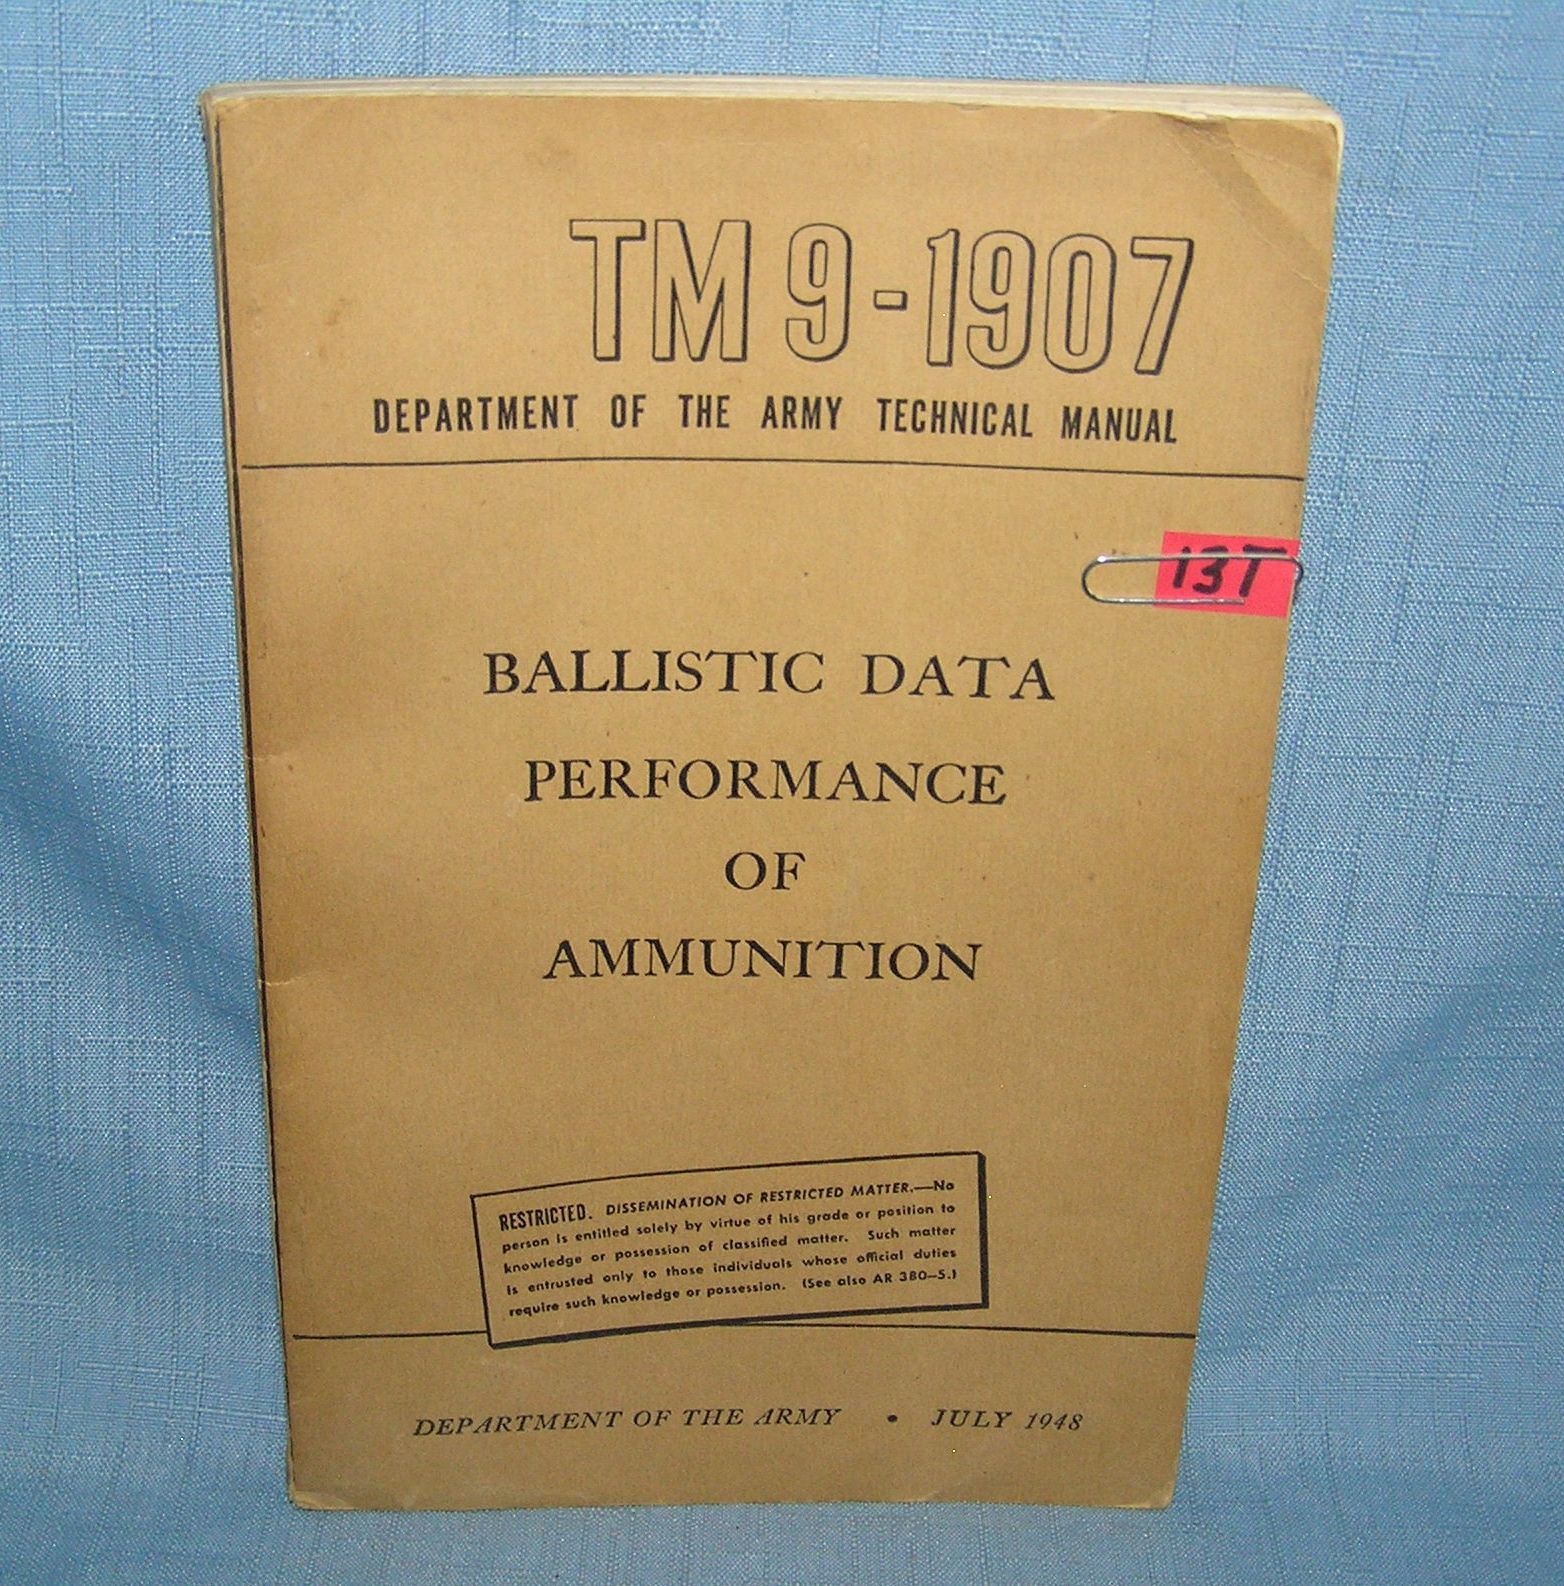 TM 9-1907
DEPARTMENT OF THE ARMY TECHNICAL MANUAL
137
BALLISTIC DATA
PERFORMANCE
OF
AMMUNITION
RESTRICTED. DISSEMINATION OF RESTRICTED MATTER.—No
person is entitled solely by virtue of his grade or position to
knowledge or possession of classified matter. Such matter
is entrusted only to those individuals whose official duties
require such knowledge or possession. (See also AR 380-5.)
DEPARTMENT OF THE ARMY • JULY 1948